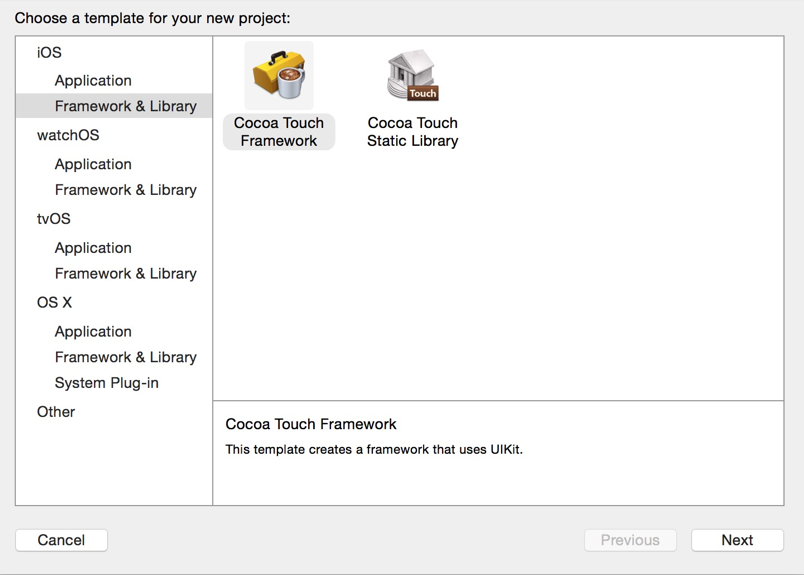 Choose a template for your new project:
iOS
Application
Framework & Library
watchOS
Application
Framework & Library
tvOS
Application
Framework & Library
OS X
Application
Framework & Library
System Plug-in
Other
Touch
Cocoa Touch
Framework
Cocoa Touch
Static Library
Cocoa Touch Framework
This template creates a framework that uses UIKit.
Cancel
Previous
Next